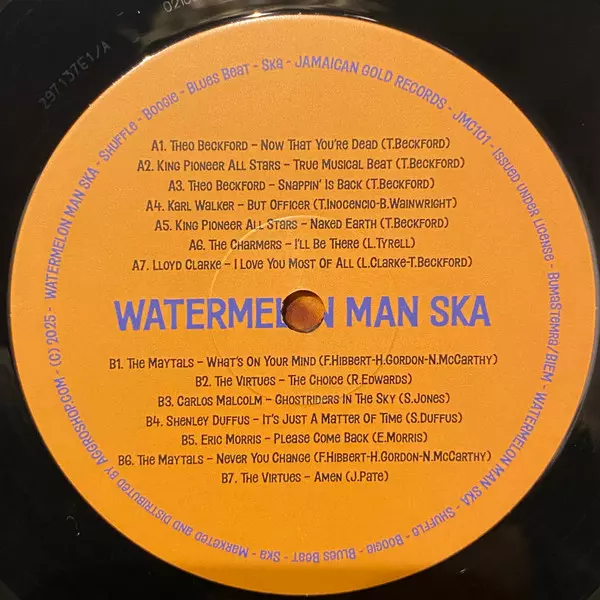 WATERMELON MAN SKA - Shuffle - Boogie - Blues Beat - Ska - JAMAICAN GOLD RECORDS - JMC101 - Issued under license - BumaStemra/BIEM - WATERMELON MAN SKA - Shuffle - Boogie - Blues Beat - Ska - Marketed and distributed by AGGROSHOP.COM - (C) 2025 -
A1. Theo Beckford – Now That You're Dead (T.Beckford)
A2. King Pioneer All Stars – True Musical Beat (T.Beckford)
A3. Theo Beckford – Snappin' Is Back (T.Beckford)
A4. Karl Walker – But Officer (T.Inocencio-B.Wainwright)
A5. King Pioneer All Stars – Naked Earth (T.Beckford)
A6. The Charmers – I'll Be There (L.Tyrell)
A7. Lloyd Clarke – I Love You Most Of All (L.Clarke-T.Beckford)
WATERMELON MAN SKA
B1. The Maytals – What's On Your Mind (F.Hibbert-H.Gordon-N.McCarthy)
B2. The Virtues – The Choice (R.Edwards)
B3. Carlos Malcolm – Ghostriders In The Sky (S.Jones)
B4. Shenley Duffus – It's Just A Matter Of Time (S.Duffus)
B5. Eric Morris – Please Come Back (E.Morris)
B6. The Maytals – Never You Change (F.Hibbert-H.Gordon-N.McCarthy)
B7. The Virtues – Amen (J.Pate)
297137E1/A